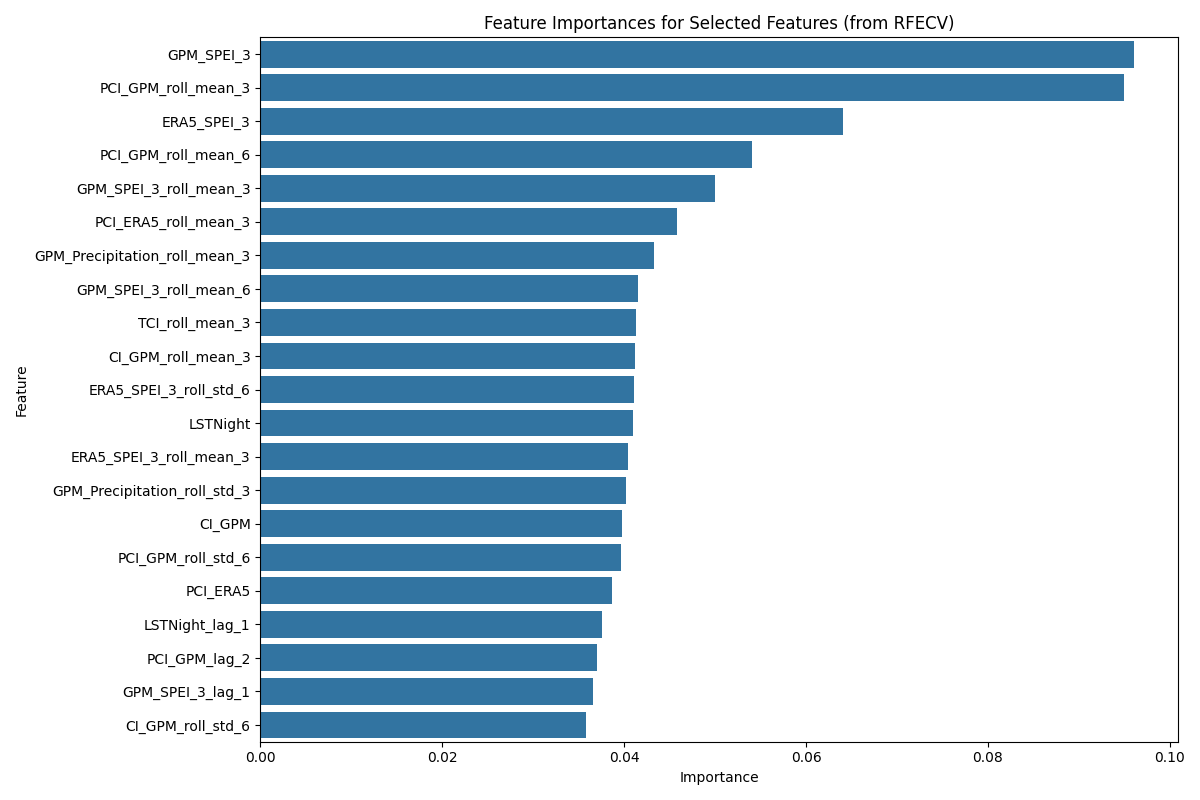 Feature Importances for Selected Features (from RFECV)
GPM_SPEI_3
PCI_GPM_roll_mean_3
ERA5_SPEI_3
PCI_GPM_roll_mean_6
GPM_SPEI_3_roll_mean_3
PCI_ERA5_roll_mean_3
GPM_Precipitation_roll_mean_3
GPM_SPEI_3_roll_mean_6
TCI_roll_mean_3
CI_GPM_roll_mean_3
ERA5_SPEI_3_roll_std_6
LSTNight
ERA5_SPEI_3_roll_mean_3
GPM_Precipitation_roll_std_3
CI_GPM
PCI_GPM_roll_std_6
PCI_ERA5
LSTNight_lag_1
PCI_GPM_lag_2
GPM_SPEI_3_lag_1
CI_GPM_roll_std_6
Feature
0.00 0.02 0.04 0.06 0.08 0.10
Importance